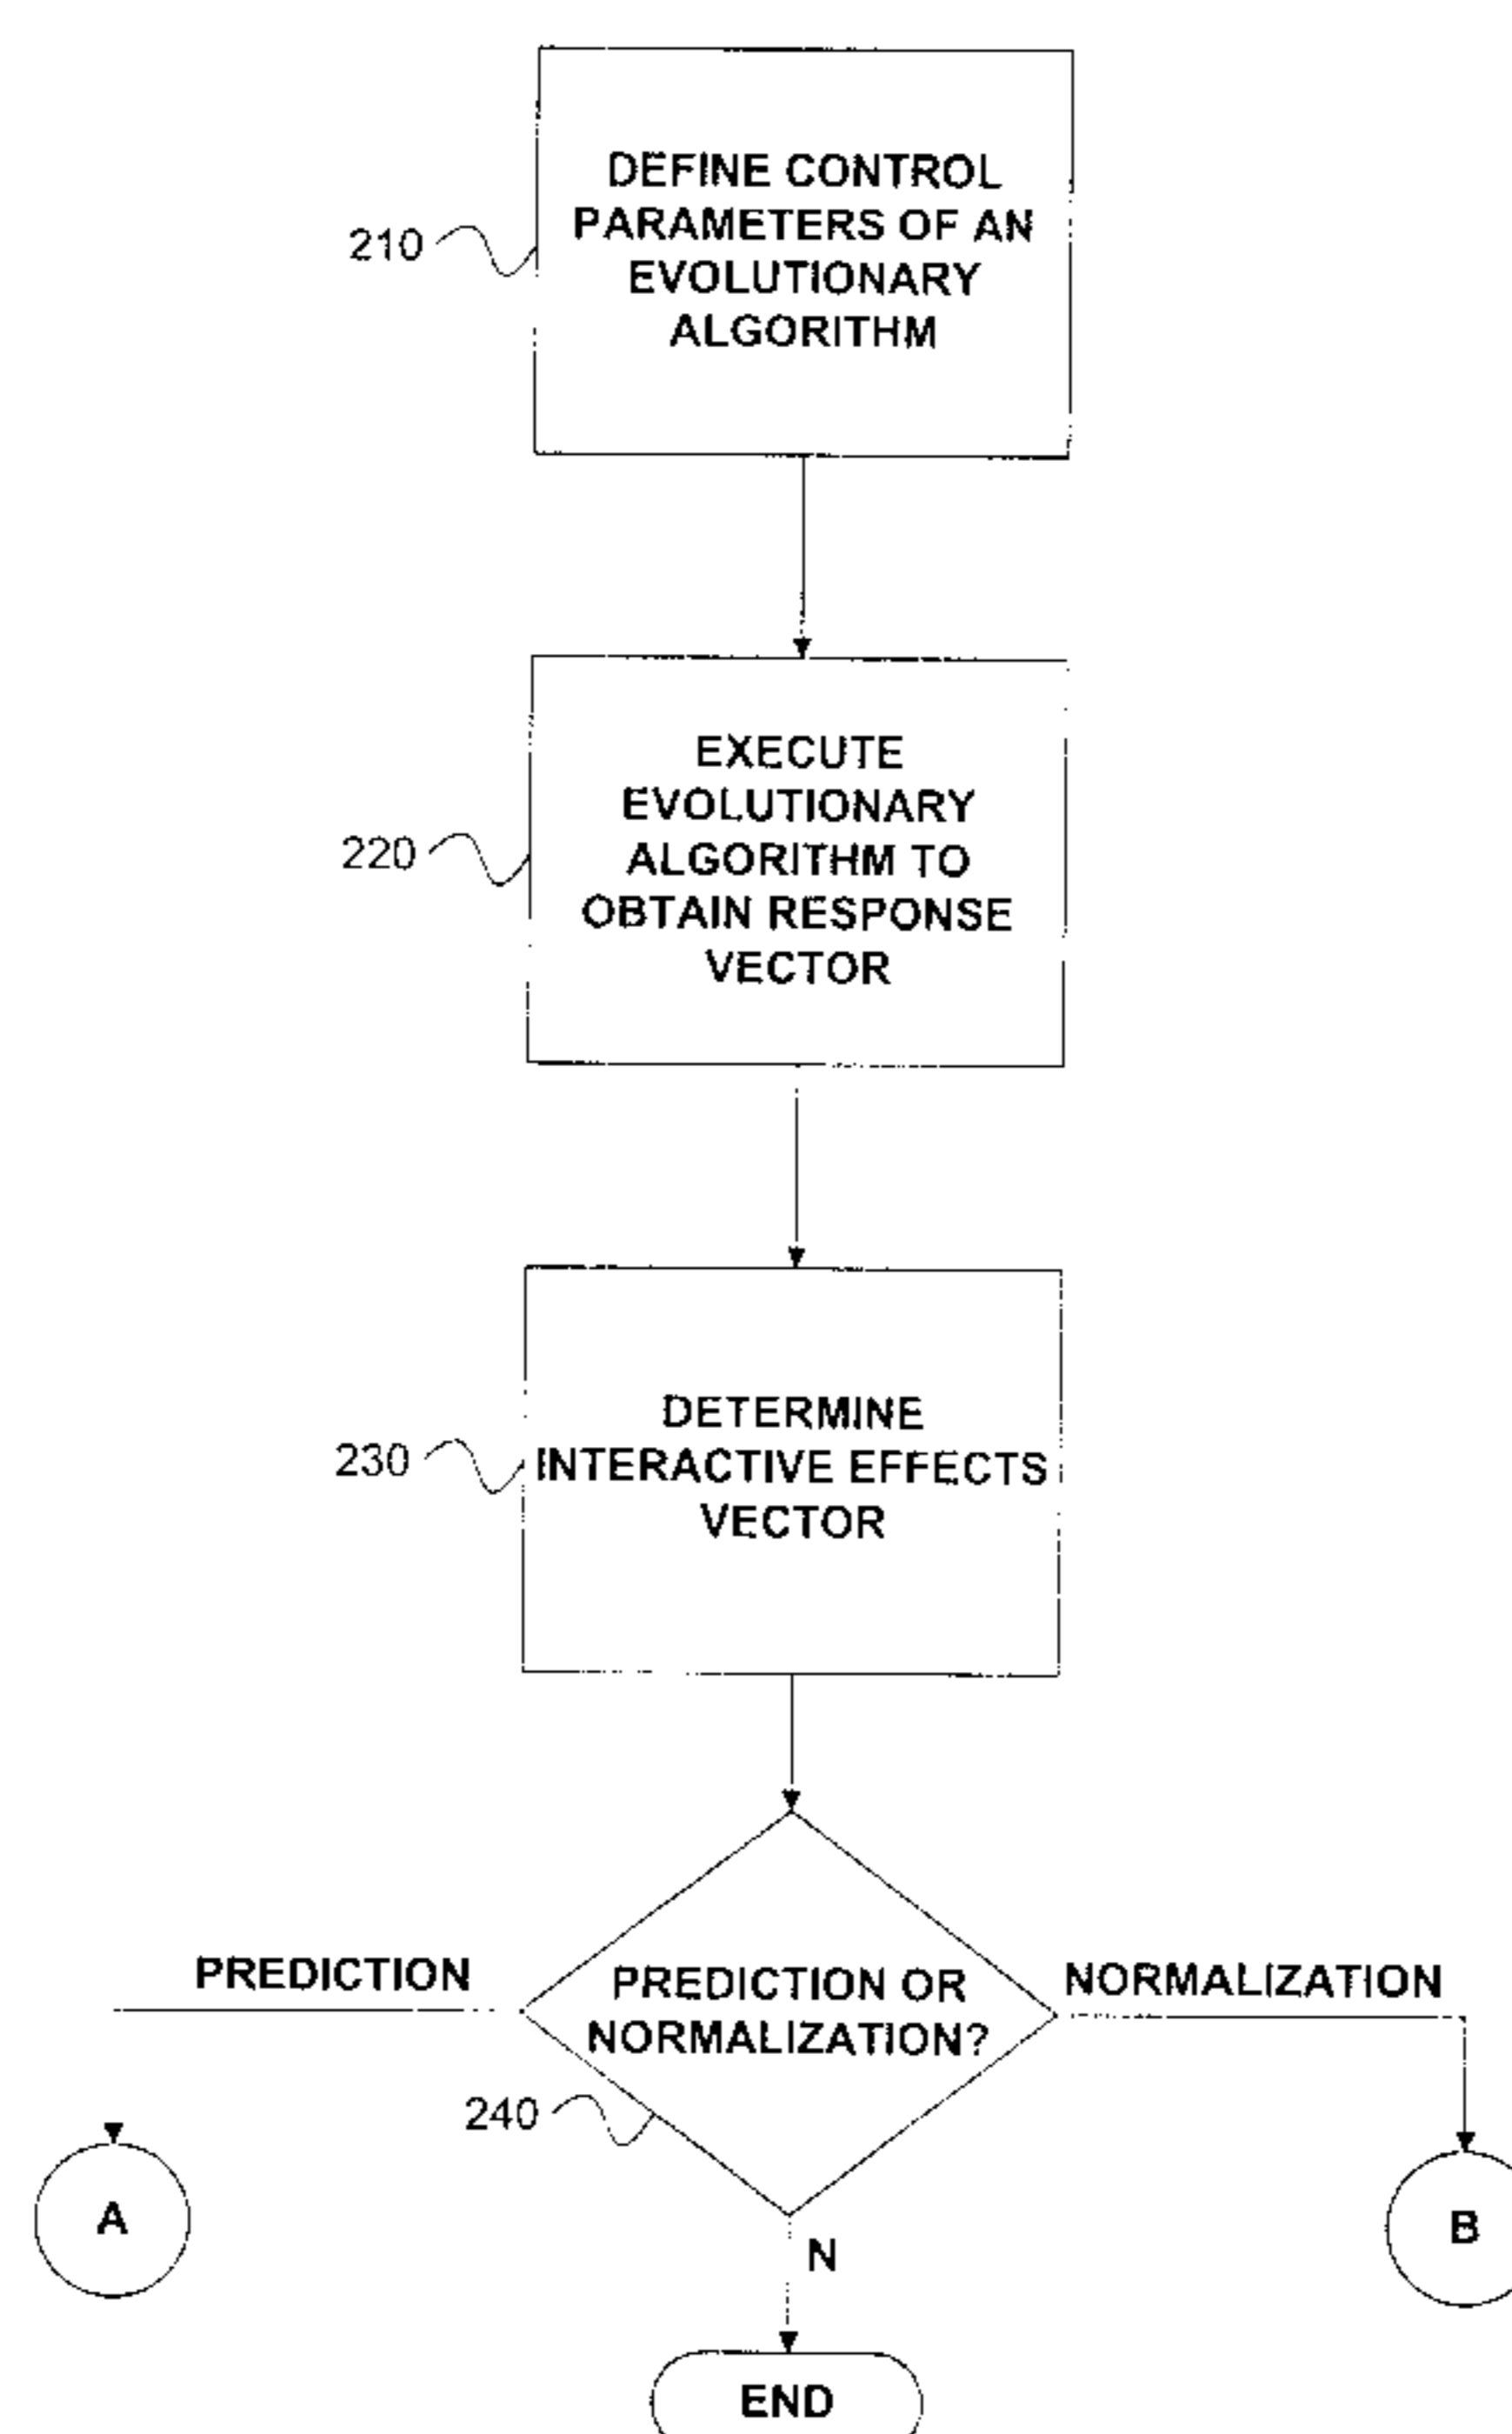 DEFINE CONTROL
PARAMETERS OF AN
EVOLUTIONARY
ALGORITHM
210
EXECUTE
EVOLUTIONARY
ALGORITHM TO
OBTAIN RESPONSE
VECTOR
220
DETERMINE
INTERACTIVE EFFECTS
VECTOR
230
PREDICTION
PREDICTION OR
NORMALIZATION?
NORMALIZATION
240
A
B
N
END